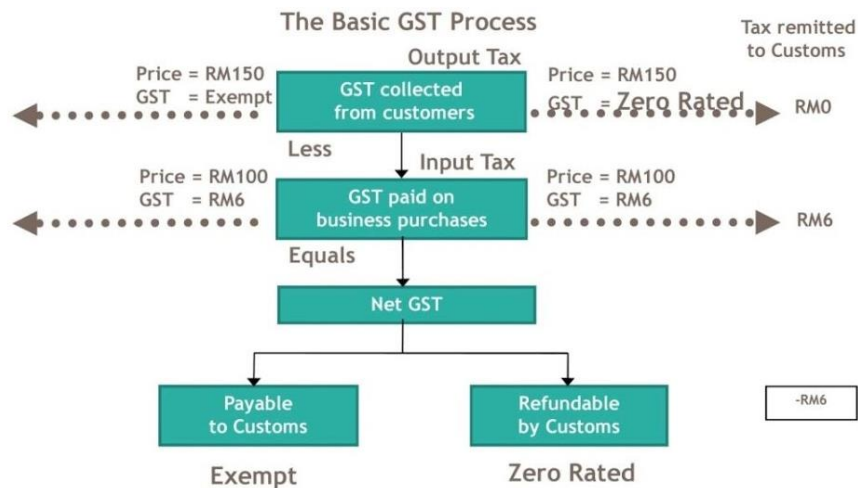 The Basic GST Process
Tax remitted
to Customs
Output Tax
Price = RM150
GST = Exempt
GST collected
from customers
Price = RM150
GST = Zero Rated
RM0
Less
Input Tax
Price = RM100
GST = RM6
GST paid on
business purchases
Price = RM100
GST = RM6
RM6
Equals
Net GST
Payable
to Customs
Refundable
by Customs
-RM6
Exempt
Zero Rated